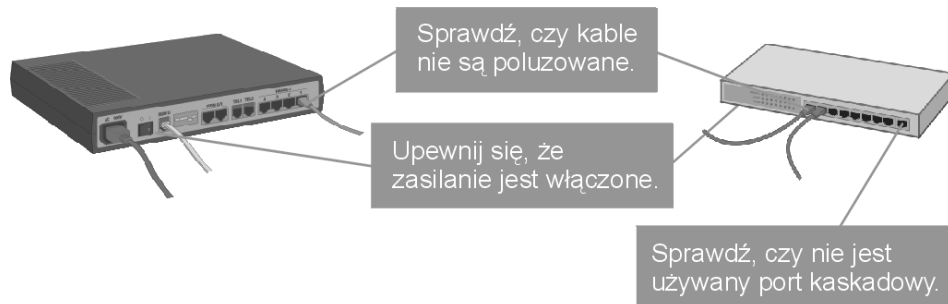 Sprawdź, czy kable
nie są poluzowane.
Upewnij się, że
zasilanie jest włączone.
Sprawdź, czy nie jest
używany port kaskadowy.